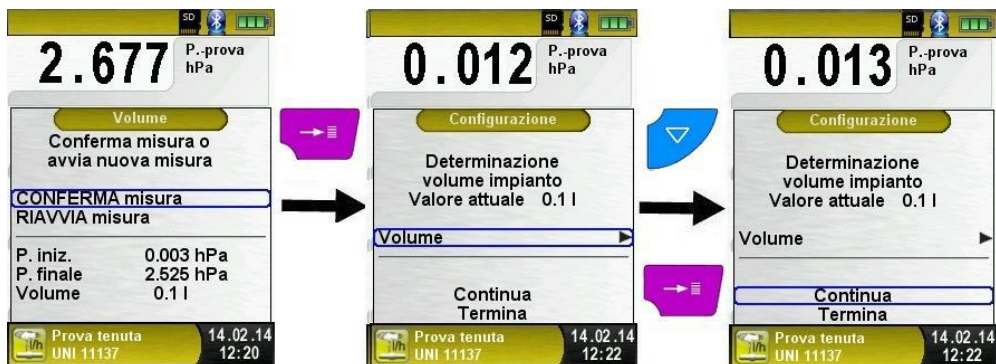 SD
2.677 P.-prova
hPa
Volume
Conferma misura o
avvia nuova misura
CONFERMA misura
RIAVVIA misura
P. iniz. 0.003 hPa
P. finale 2.525 hPa
Volume 0.1 l
l/h
Prova tenuta 14.02.14
UNI 11137 12:20
SD
0.012 P.-prova
hPa
Configurazione
Determinazione
volume impianto
Valore attuale 0.1 l
Volume
Continua
Termina
l/h
Prova tenuta 14.02.14
UNI 11137 12:22
SD
0.013 P.-prova
hPa
Configurazione
Determinazione
volume impianto
Valore attuale 0.1 l
Volume
Continua
Termina
l/h
Prova tenuta 14.02.14
UNI 11137 12:22